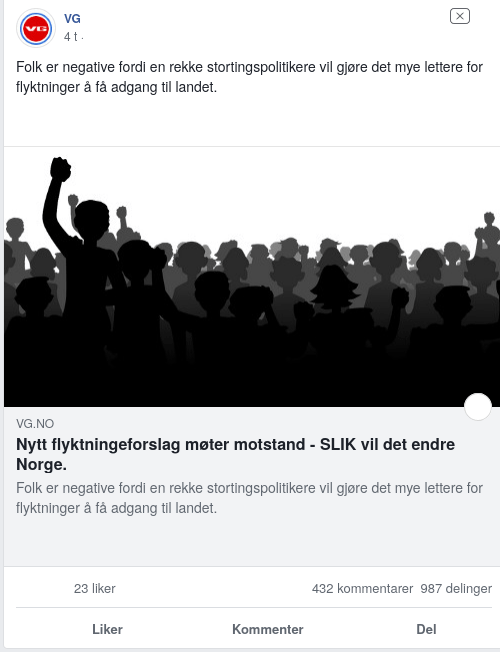 VG
VG
4 t ·
Folk er negative fordi en rekke stortingspolitikere vil gjøre det mye lettere for
flyktninger å få adgang til landet.
VG.NO
Nytt flyktningeforslag møter motstand - SLIK vil det endre
Norge.
Folk er negative fordi en rekke stortingspolitikere vil gjøre det mye lettere for
flyktninger å få adgang til landet.
23 liker 432 kommentarer 987 delinger
Liker Kommenter Del